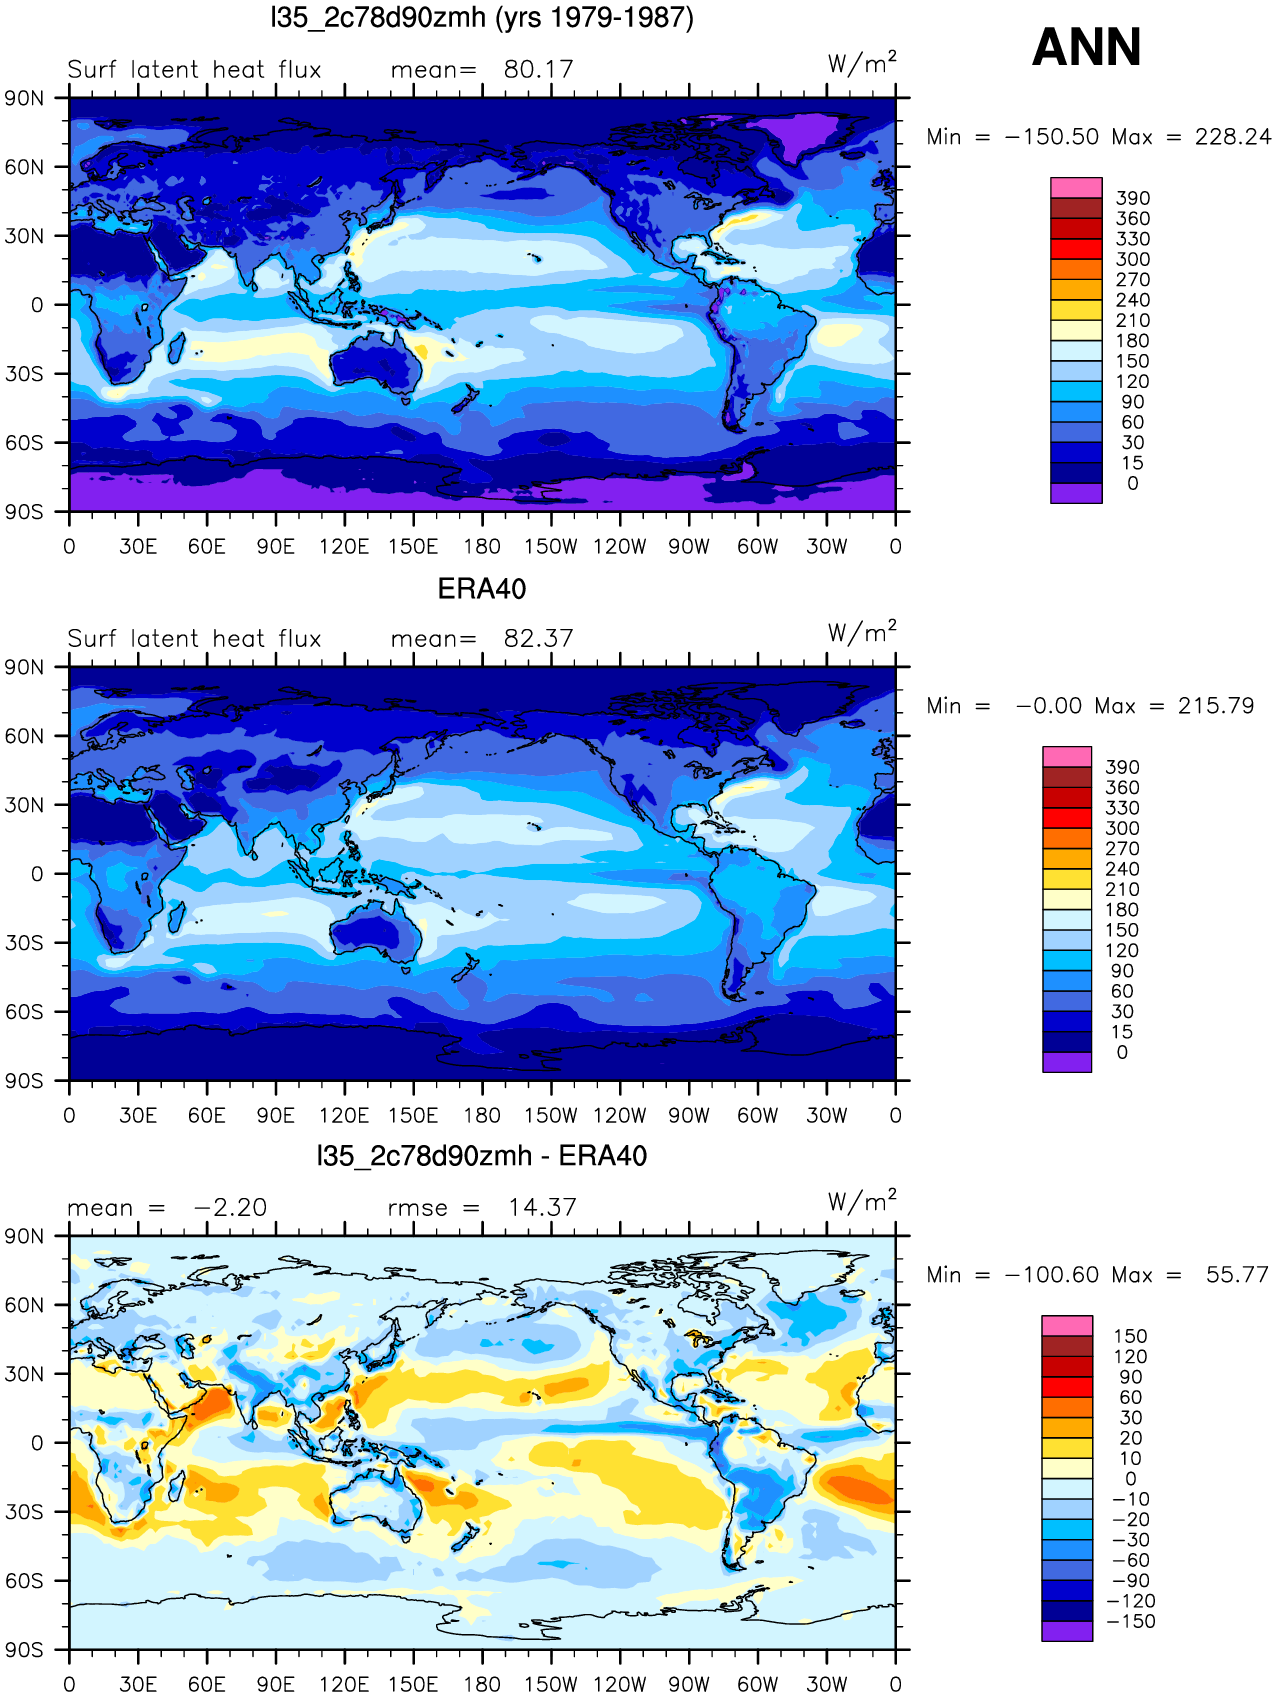 l35_2c78d90zmh (yrs 1979-1987)
ANN
Surf latent heat flux mean= 80.17 W/m²
Min = −150.50 Max = 228.24
90N
60N
30N
0
30S
60S
90S
0 30E 60E 90E 120E 150E 180 150W 120W 90W 60W 30W 0
390
360
330
300
270
240
210
180
150
120
90
60
30
15
0
ERA40
Surf latent heat flux mean= 82.37 W/m²
Min = −0.00 Max = 215.79
90N
60N
30N
0
30S
60S
90S
0 30E 60E 90E 120E 150E 180 150W 120W 90W 60W 30W 0
390
360
330
300
270
240
210
180
150
120
90
60
30
15
0
l35_2c78d90zmh - ERA40
mean = −2.20 rmse = 14.37 W/m²
Min = −100.60 Max = 55.77
90N
60N
30N
0
30S
60S
90S
0 30E 60E 90E 120E 150E 180 150W 120W 90W 60W 30W 0
150
120
90
60
30
20
10
0
−10
−20
−30
−60
−90
−120
−150